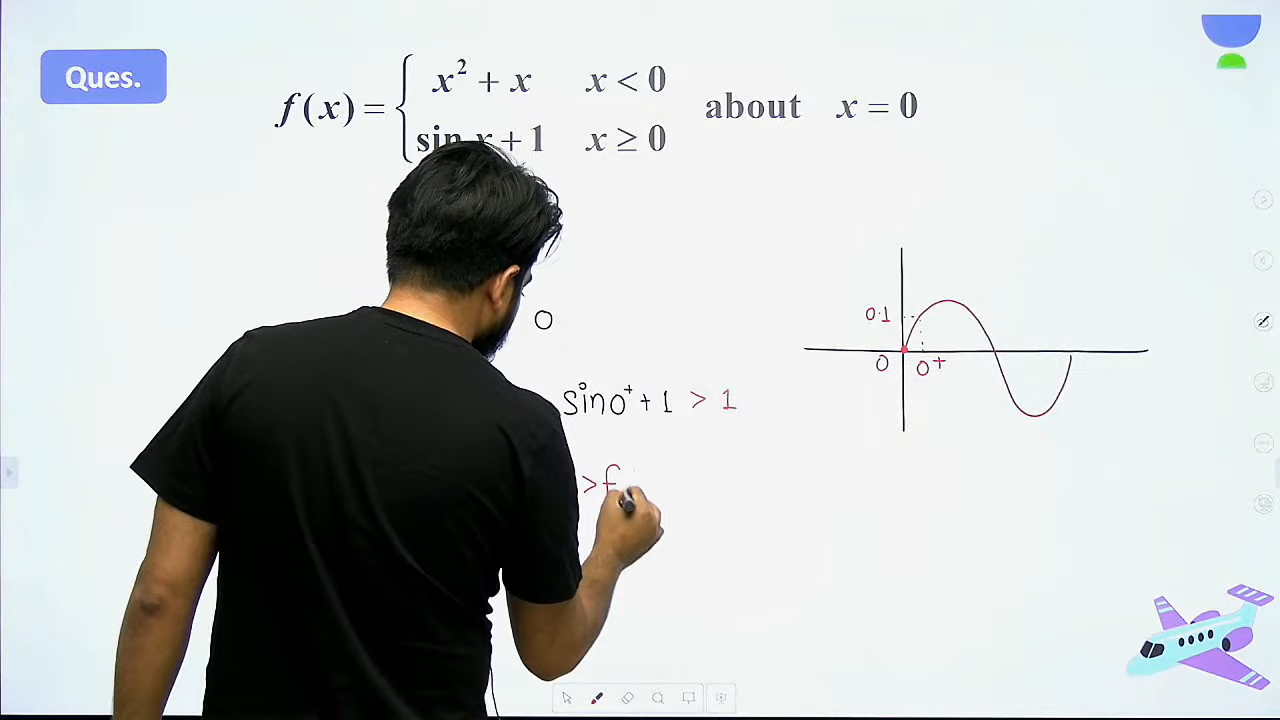 Ques.
f(x) = { x² + x   x < 0   about   x = 0
sin x + 1   x ≥ 0
0
sin0⁺ + 1 > 1
> f
0.1
0
0⁺